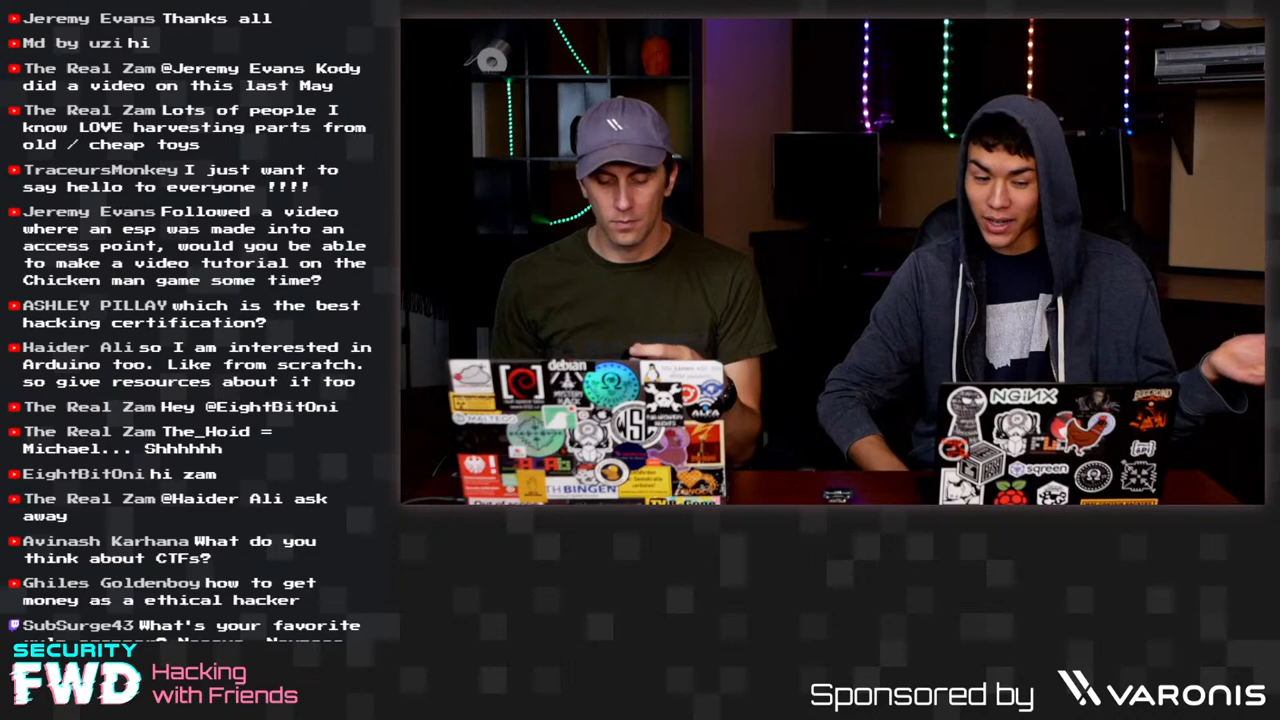 Jeremy Evans Thanks all
Md by uzi hi
The Real Zam @Jeremy Evans Kody
did a video on this last May
The Real Zam Lots of people I
know LOVE harvesting parts from
old / cheap toys
TraceursMonkey I just want to
say hello to everyone !!!!
Jeremy Evans Followed a video
where an esp was made into an
access point, would you be able
to make a video tutorial on the
Chicken man game some time?
ASHLEY PILLAY which is the best
hacking certification?
Haider Ali so I am interested in
Arduino too. Like from scratch.
so give resources about it too
The Real Zam Hey @EightBitOni
The Real Zam The_Hoid =
Michael... Shhhhhh
EightBitOni hi zam
The Real Zam @Haider Ali ask
away
Avinash Karhana What do you
think about CTFs?
Ghiles Goldenboy how to get
money as a ethical hacker
SubSurge43 What's your favorite
SECURITY
FWD
Hacking
with Friends
debian
MALTEGO
WSL
ALFA
TH BINGEN
NGINX
sqreen
Sponsored by VARONIS